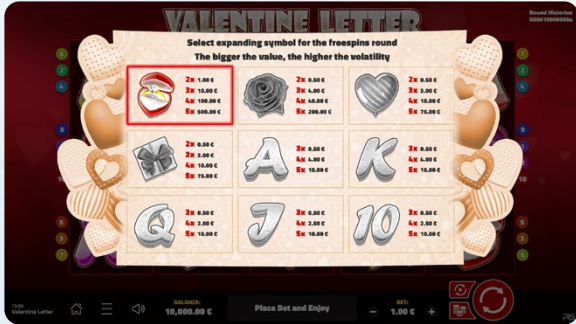 VALENTINE LETTER
Round Histories
Select expanding symbol for the freespins round
The bigger the value, the higher the volatility
2x 1.00 €
3x 10.00 €
4x 100.00 €
5x 500.00 €
2x 0.50 €
3x 4.00 €
4x 40.00 €
5x 200.00 €
2x 0.50 €
3x 3.00 €
4x 10.00 €
5x 75.00 €
2x 0.50 €
3x 3.00 €
4x 10.00 €
5x 75.00 €
A
3x 0.50 €
4x 4.00 €
5x 15.00 €
K
3x 0.50 €
4x 4.00 €
5x 15.00 €
Q
3x 0.50 €
4x 2.50 €
5x 10.00 €
J
3x 0.50 €
4x 2.50 €
5x 10.00 €
10
3x 0.50 €
4x 2.50 €
5x 10.00 €
Valentine Letter
BALANCE:
10,000.00 €
Place Bet and Enjoy
BET:
1.00 €